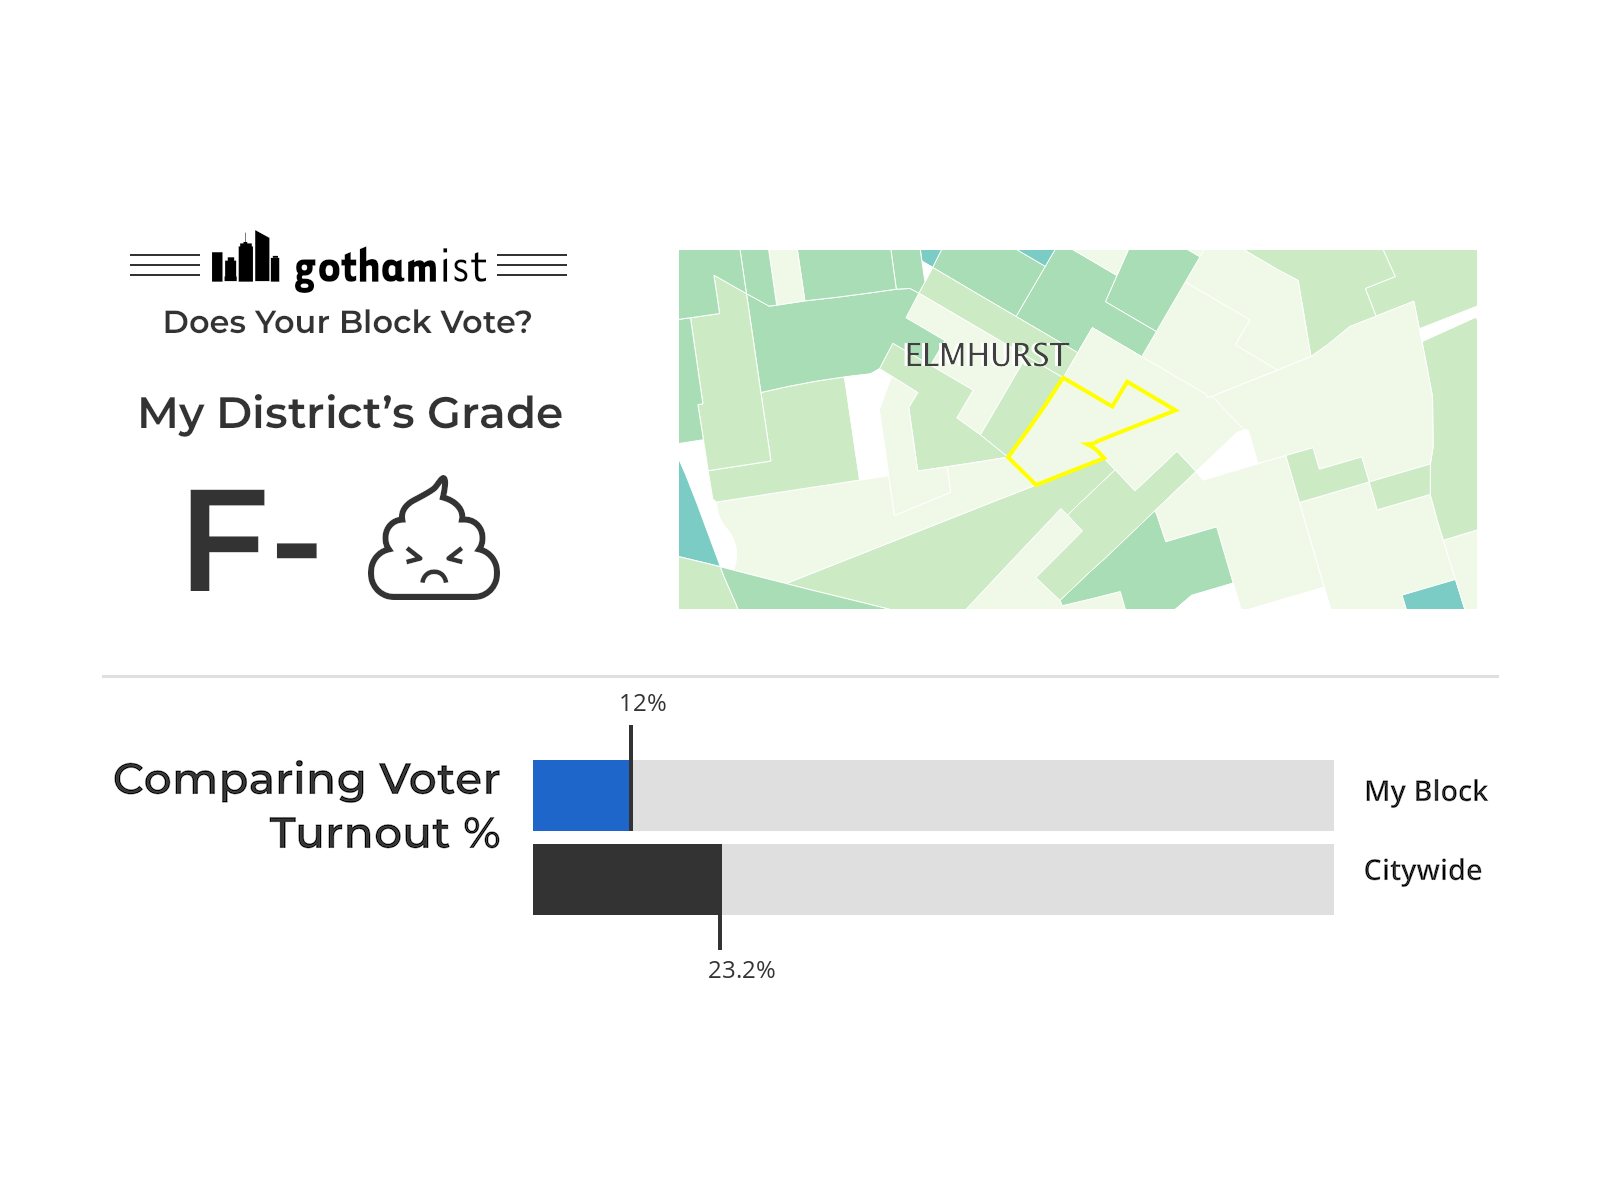 gothamist
Does Your Block Vote?
My District’s Grade
F-
ELMHURST
12%
Comparing Voter
Turnout %
My Block
Citywide
23.2%